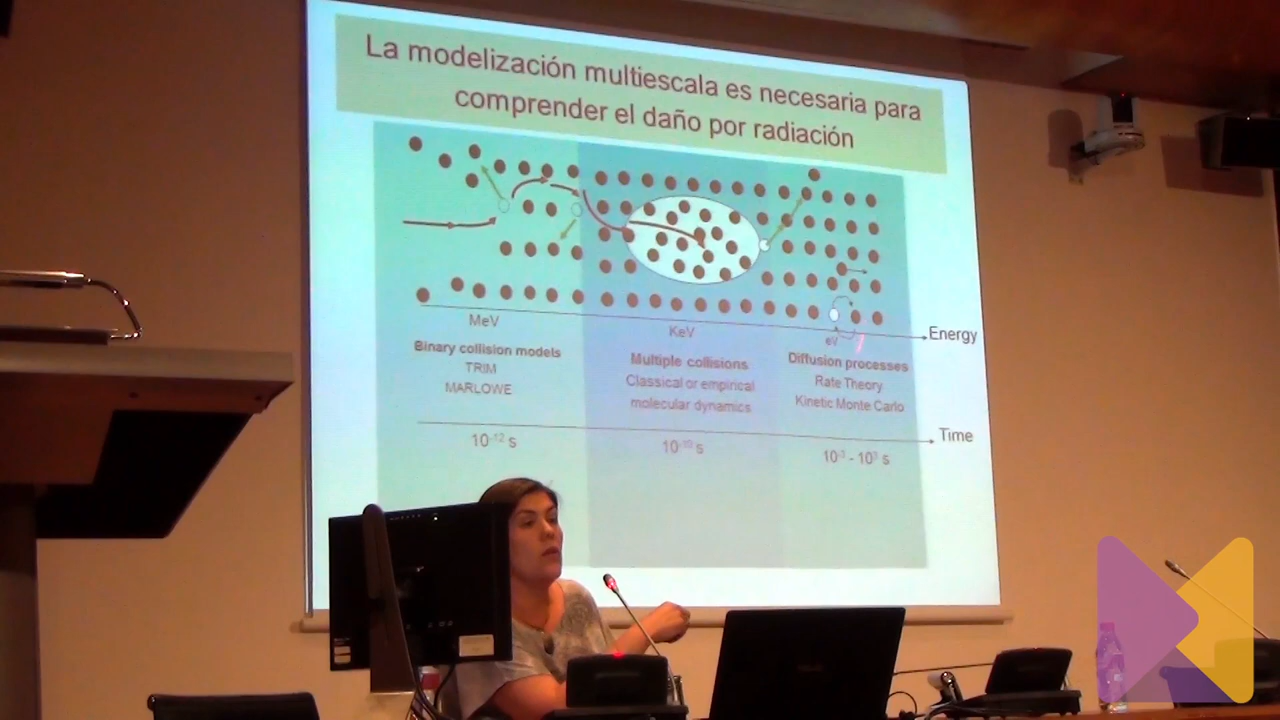 La modelización multiescala es necesaria para
comprender el daño por radiación
Energy
MeV
KeV
eV
Binary collision models
TRIM
MARLOWE
Multiple collisions
Classical or empirical
molecular dynamics
Diffusion processes
Rate Theory
Kinetic Monte Carlo
Time
10⁻¹² s
10⁻¹⁰ s
10⁻³ - 10³ s